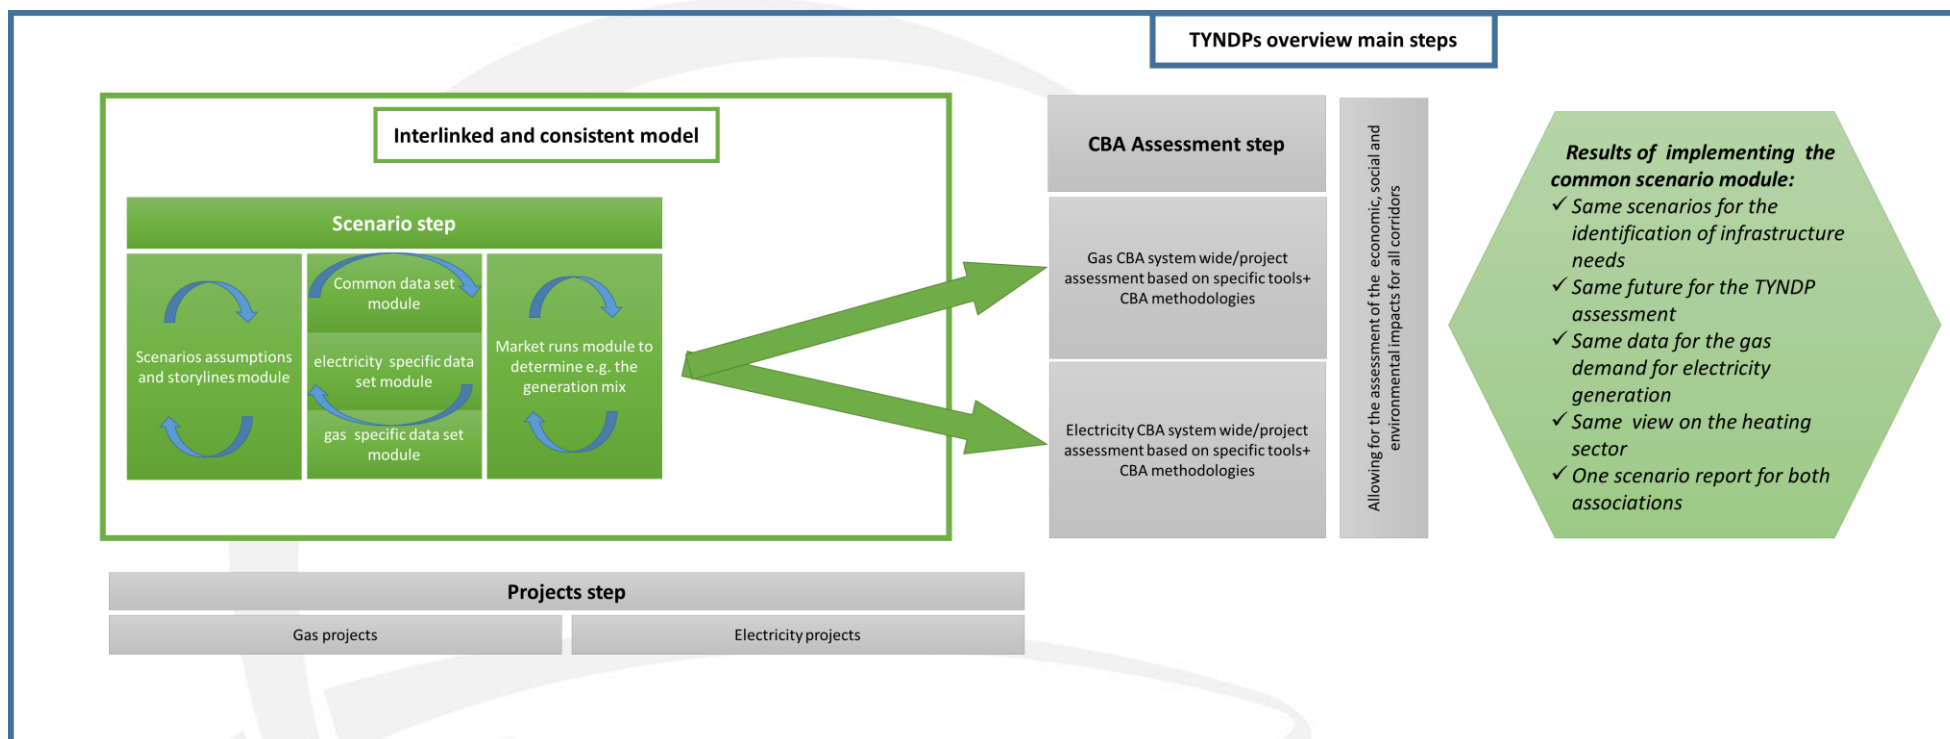 TYNDPs overview main steps
Interlinked and consistent model
Scenario step
Scenarios assumptions
and storylines module
Common data set
module
electricity specific data
set module
gas specific data set
module
Market runs module to
determine e.g. the
generation mix
CBA Assessment step
Gas CBA system wide/project
assessment based on specific tools+
CBA methodologies
Electricity CBA system wide/project
assessment based on specific tools+
CBA methodologies
Allowing for the assessment of the economic, social and
environmental impacts for all corridors
Results of implementing the
common scenario module:
✓ Same scenarios for the
identification of infrastructure
needs
✓ Same future for the TYNDP
assessment
✓ Same data for the gas
demand for electricity
generation
✓ Same view on the heating
sector
✓ One scenario report for both
associations
Projects step
Gas projects
Electricity projects